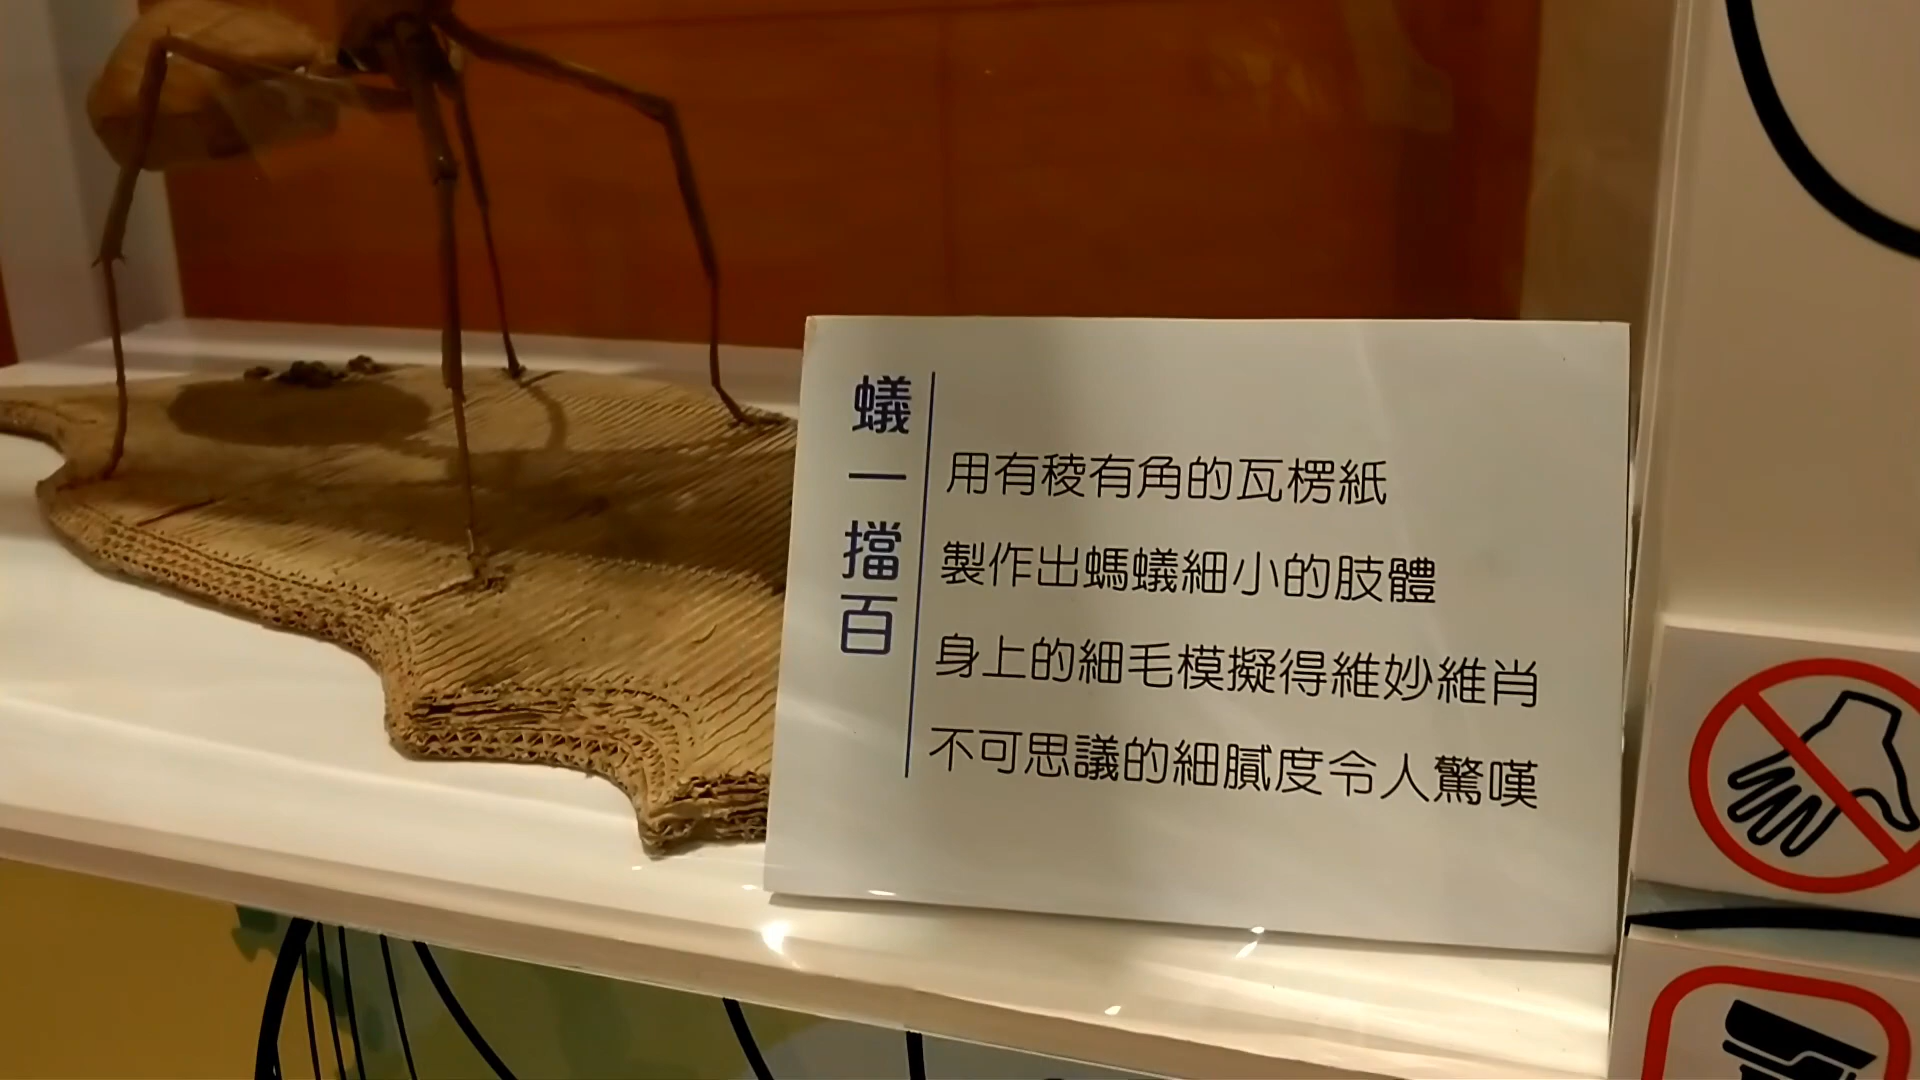 蟻一擋百
用有稜有角的瓦楞紙
製作出螞蟻細小的肢體
身上的細毛模擬得維妙維肖
不可思議的細膩度令人驚嘆